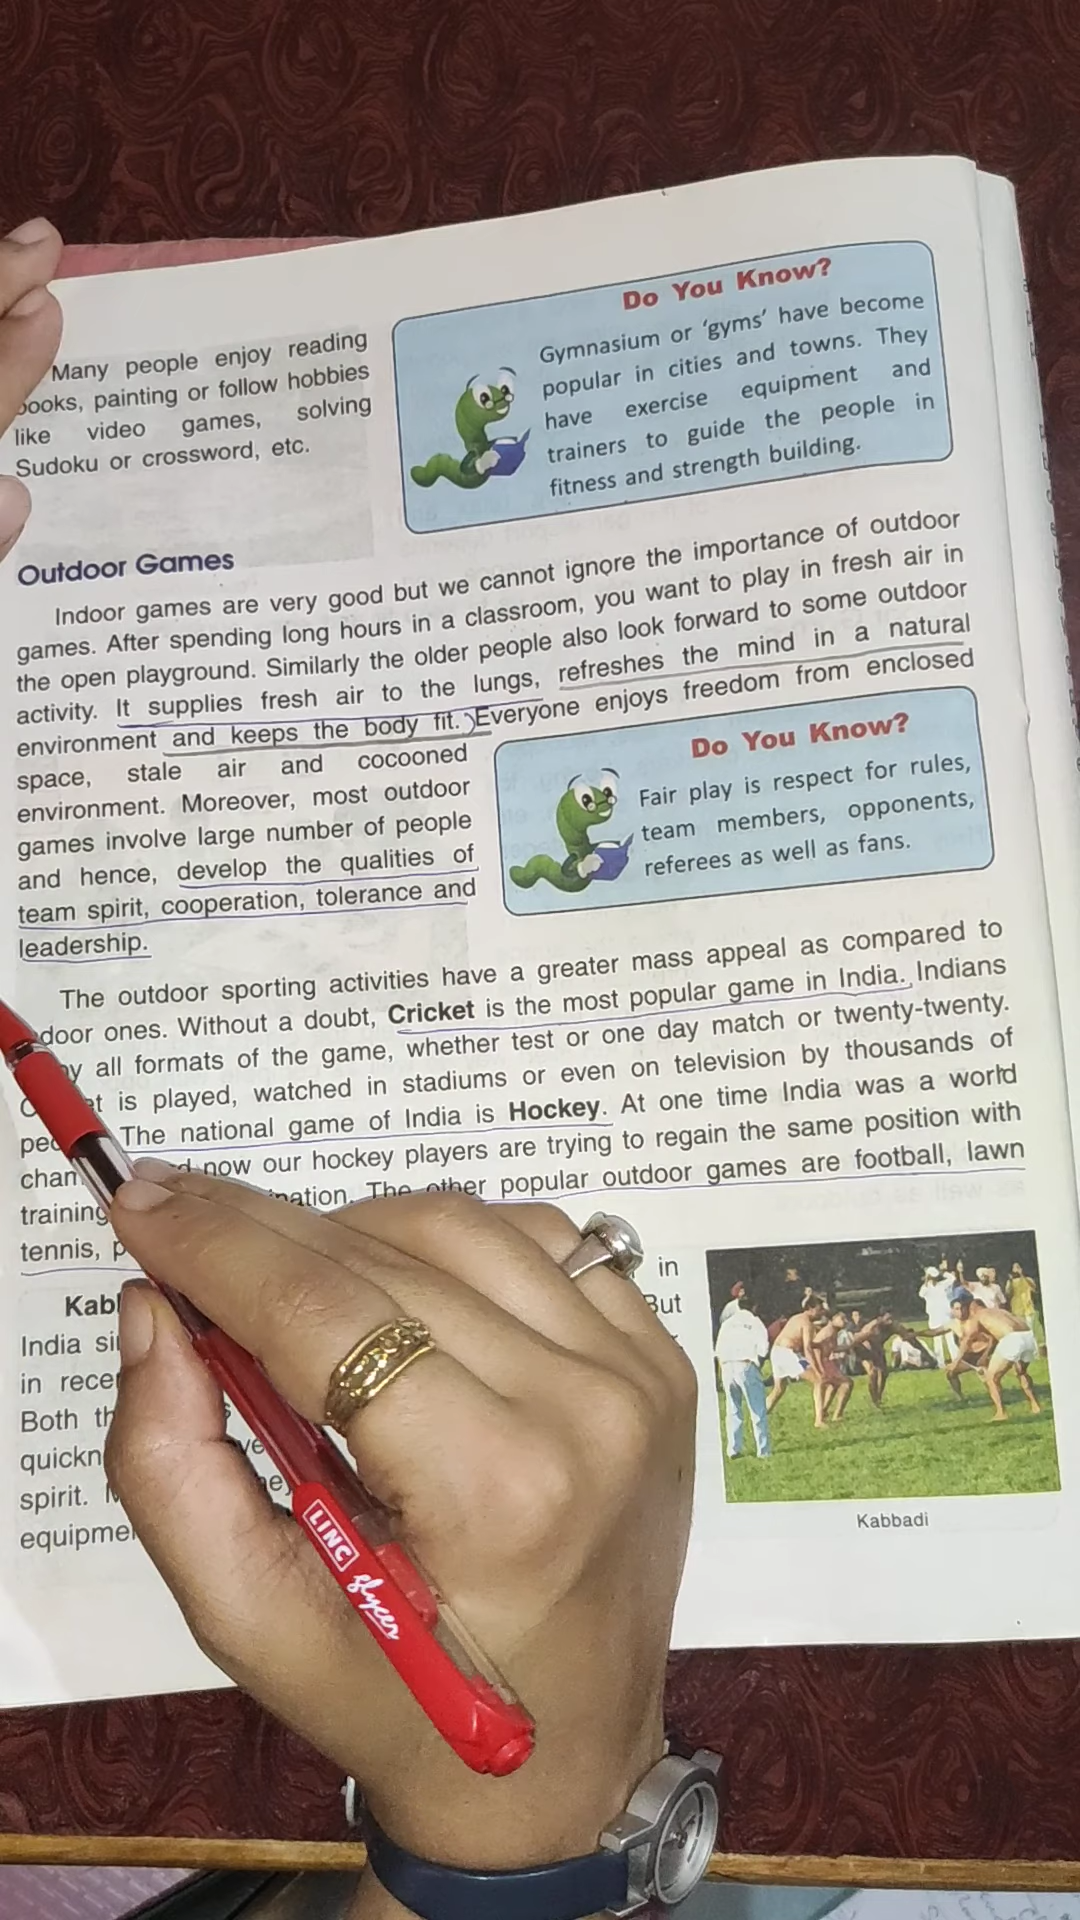 Many people enjoy reading
books, painting or follow hobbies
like video games, solving
Sudoku or crossword, etc.
Do You Know?
Gymnasium or ‘gyms’ have become
popular in cities and towns. They
have exercise equipment and
trainers to guide the people in
fitness and strength building.
Outdoor Games
Indoor games are very good but we cannot ignore the importance of outdoor
games. After spending long hours in a classroom, you want to play in fresh air in
the open playground. Similarly the older people also look forward to some outdoor
activity. It supplies fresh air to the lungs, refreshes the mind in a natural
environment and keeps the body fit. Everyone enjoys freedom from enclosed
space, stale air and cocooned
environment. Moreover, most outdoor
games involve large number of people
and hence, develop the qualities of
team spirit, cooperation, tolerance and
leadership.
Do You Know?
Fair play is respect for rules,
team members, opponents,
referees as well as fans.
The outdoor sporting activities have a greater mass appeal as compared to
door ones. Without a doubt, Cricket is the most popular game in India. Indians
all formats of the game, whether test or one day match or twenty-twenty.
is played, watched in stadiums or even on television by thousands of
The national game of India is Hockey. At one time India was a world
now our hockey players are trying to regain the same position with
training The other popular outdoor games are football, lawn
tennis,
in
India But
in
Both
spirit.
Kabbadi
LINC glycer